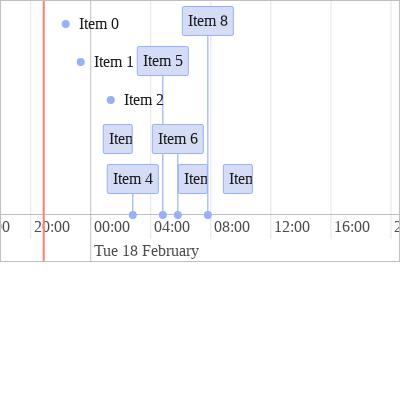 Item 0
Item 8
Item 1
Item 5
Item 2
Item 6
Item 4
20:00
00:00
04:00
08:00
12:00
16:00
Tue 18 February